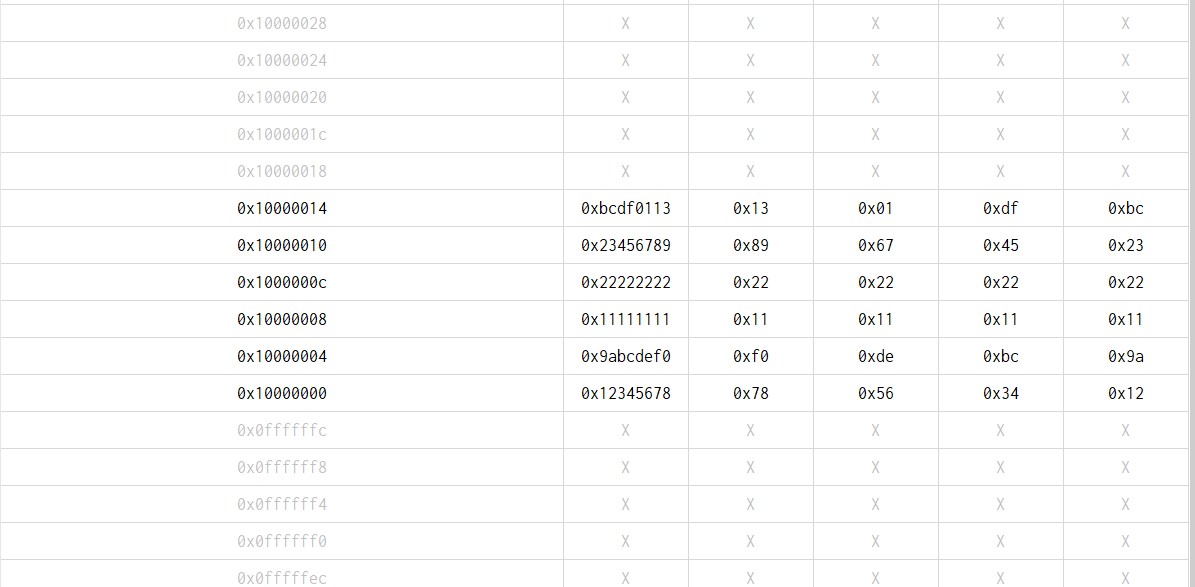 0x10000028 X X X X X
0x10000024 X X X X X
0x10000020 X X X X X
0x1000001c X X X X X
0x10000018 X X X X X
0x10000014 0xbcdf0113 0x13 0x01 0xdf 0xbc
0x10000010 0x23456789 0x89 0x67 0x45 0x23
0x1000000c 0x22222222 0x22 0x22 0x22 0x22
0x10000008 0x11111111 0x11 0x11 0x11 0x11
0x10000004 0x9abcdef0 0xf0 0xde 0xbc 0x9a
0x10000000 0x12345678 0x78 0x56 0x34 0x12
0x0ffffffc X X X X X
0x0ffffff8 X X X X X
0x0ffffff4 X X X X X
0x0ffffff0 X X X X X
0x0fffffec X X X X X